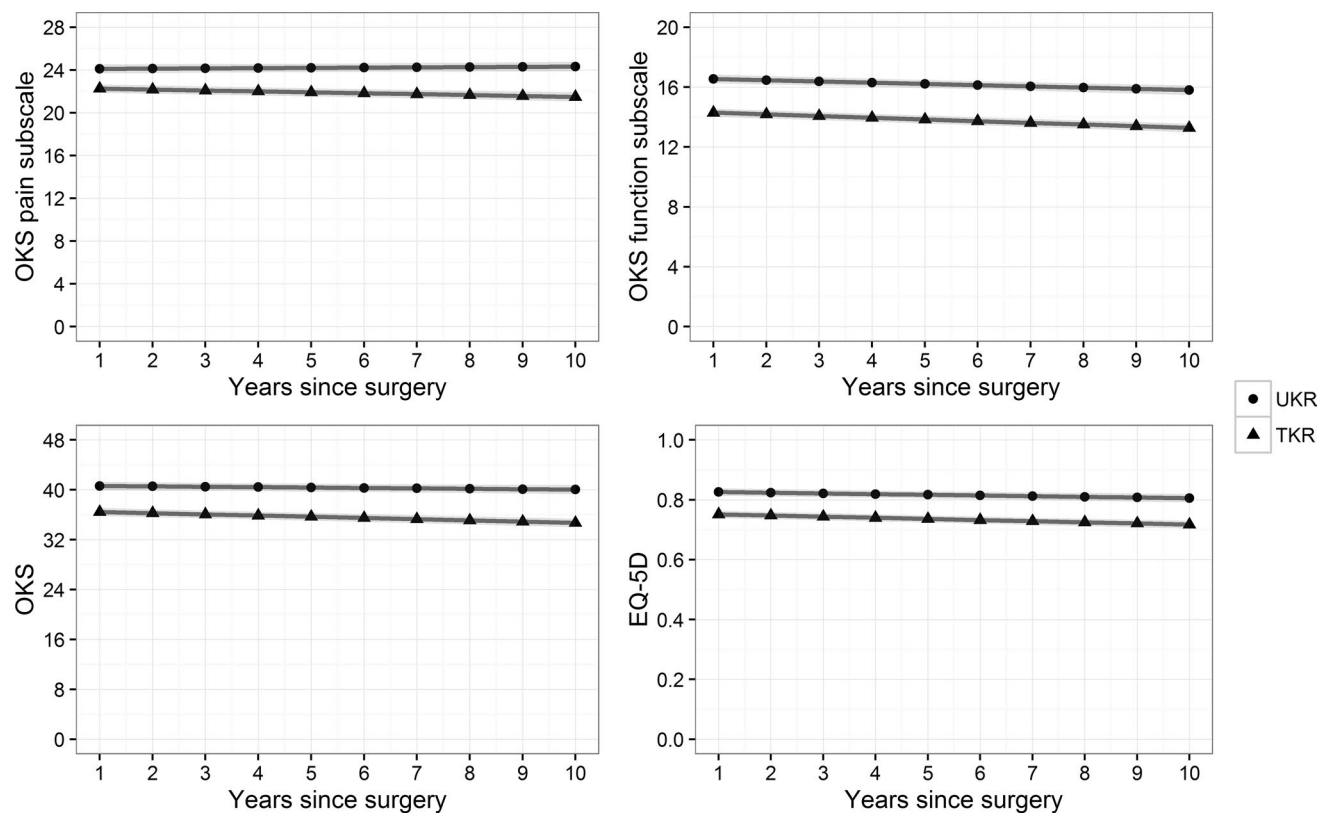 OKS pain subscale
28
24
20
16
12
8
4
0
1 2 3 4 5 6 7 8 9 10
Years since surgery
OKS function subscale
20
16
12
8
4
0
1 2 3 4 5 6 7 8 9 10
Years since surgery
OKS
48
40
32
24
16
8
0
1 2 3 4 5 6 7 8 9 10
Years since surgery
EQ-5D
1.0
0.8
0.6
0.4
0.2
0.0
1 2 3 4 5 6 7 8 9 10
Years since surgery
UKR
TKR